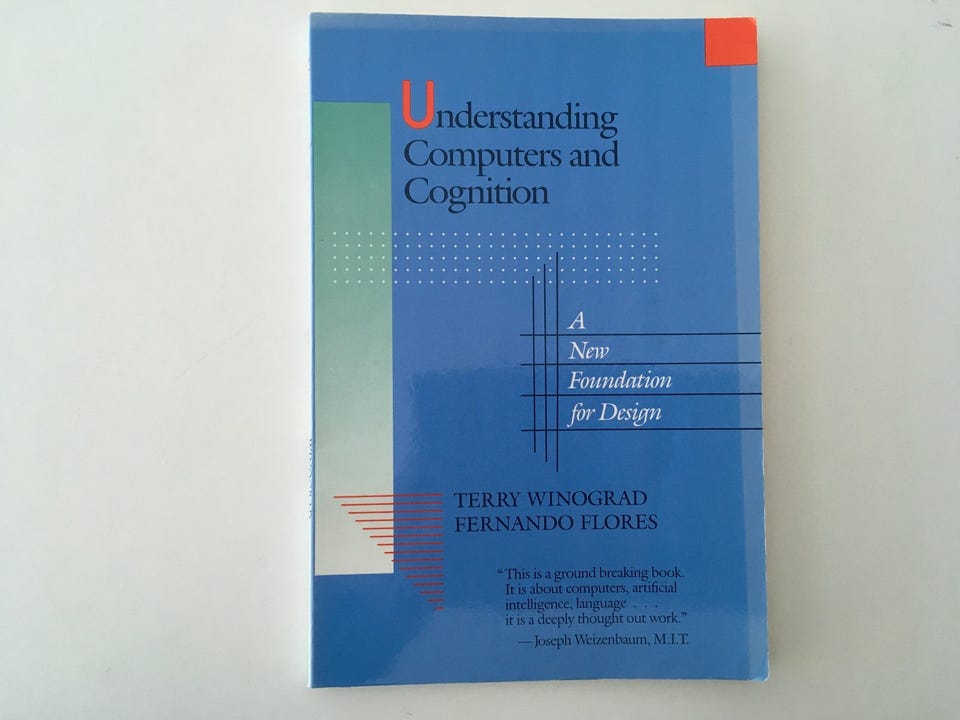 Understanding
Computers and
Cognition
A
New
Foundation
for Design
TERRY WINOGRAD
FERNANDO FLORES
“This is a ground breaking book.
It is about computers, artificial
intelligence, language . . .
it is a deeply thought out work.”
—Joseph Weizenbaum, M.I.T.